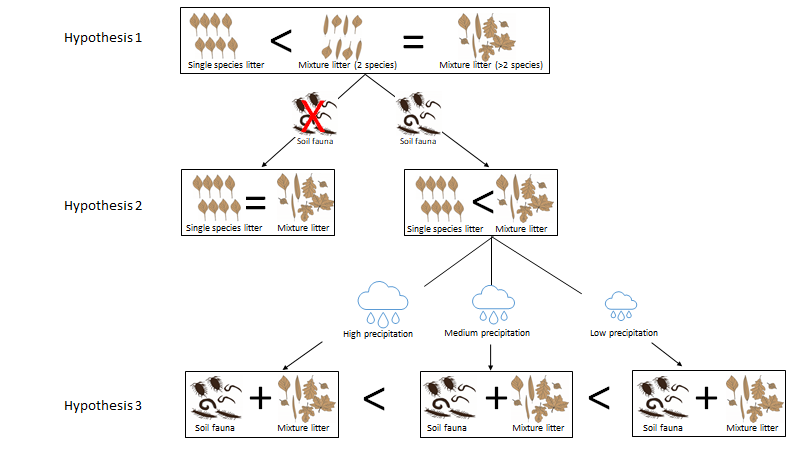 Hypothesis 1
<
=
Single species litter
Mixture litter (2 species)
Mixture litter (>2 species)
X
Soil fauna
Soil fauna
Hypothesis 2
=
Single species litter
Mixture litter
<
Single species litter
Mixture litter
High precipitation
Medium precipitation
Low precipitation
Hypothesis 3
+
Soil fauna
Mixture litter
<
+
Soil fauna
Mixture litter
<
+
Soil fauna
Mixture litter